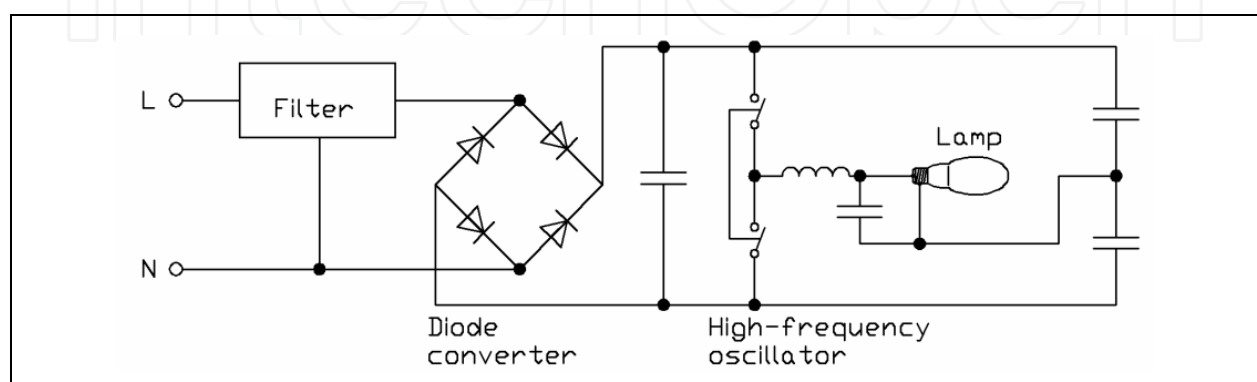 L
Filter
Lamp
N
Diode
converter
High-frequency
oscillator